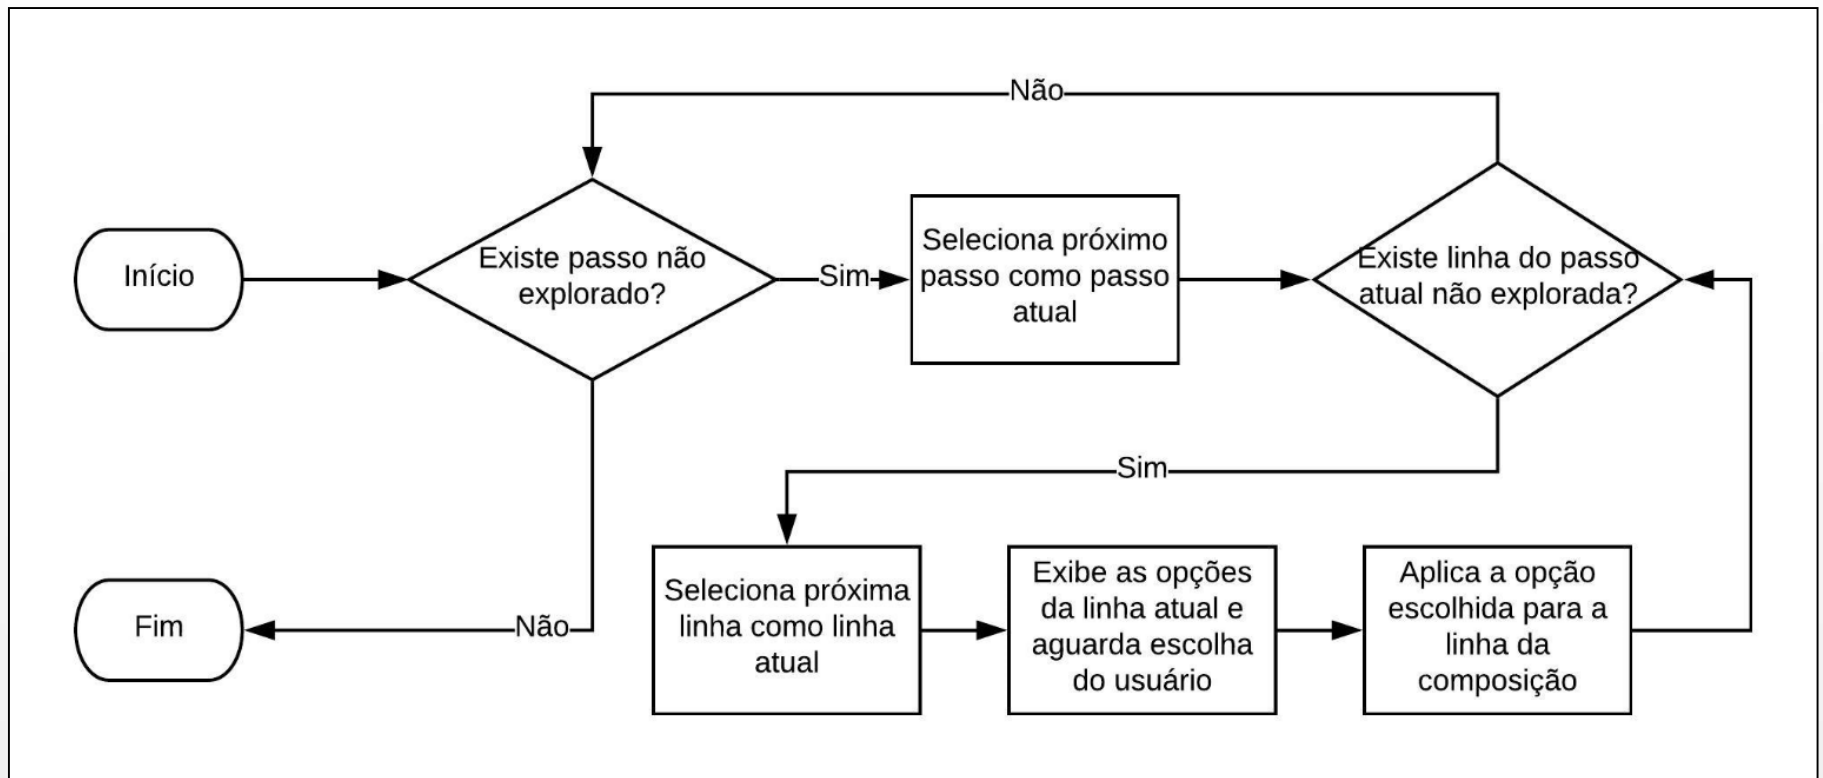 Não
Início
Existe passo não
explorado?
Sim
Seleciona próximo
passo como passo
atual
Existe linha do passo
atual não explorada?
Sim
Seleciona próxima
linha como linha
atual
Exibe as opções
da linha atual e
aguarda escolha
do usuário
Aplica a opção
escolhida para a
linha da
composição
Não
Fim